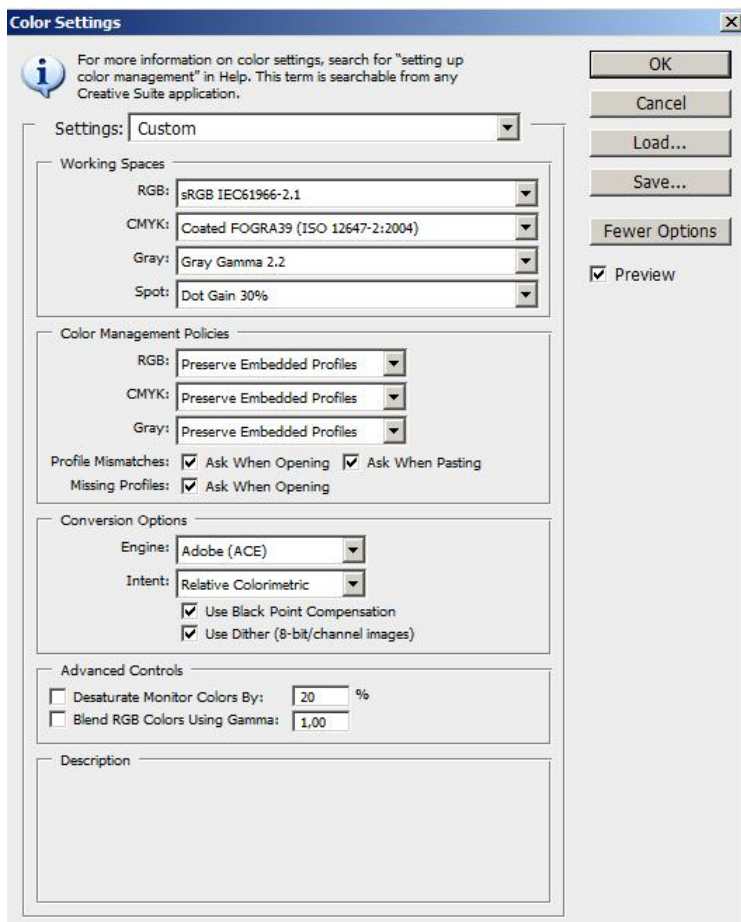 Color Settings
For more information on color settings, search for “setting up
color management” in Help. This term is searchable from any
Creative Suite application.
OK
Cancel
Load...
Save...
Fewer Options
Preview
Settings: Custom
Working Spaces
RGB: sRGB IEC61966-2.1
CMYK: Coated FOGRA39 (ISO 12647-2:2004)
Gray: Gray Gamma 2.2
Spot: Dot Gain 30%
Color Management Policies
RGB: Preserve Embedded Profiles
CMYK: Preserve Embedded Profiles
Gray: Preserve Embedded Profiles
Profile Mismatches: Ask When Opening Ask When Pasting
Missing Profiles: Ask When Opening
Conversion Options
Engine: Adobe (ACE)
Intent: Relative Colorimetric
Use Black Point Compensation
Use Dither (8-bit/channel images)
Advanced Controls
Desaturate Monitor Colors By: 20 %
Blend RGB Colors Using Gamma: 1,00
Description